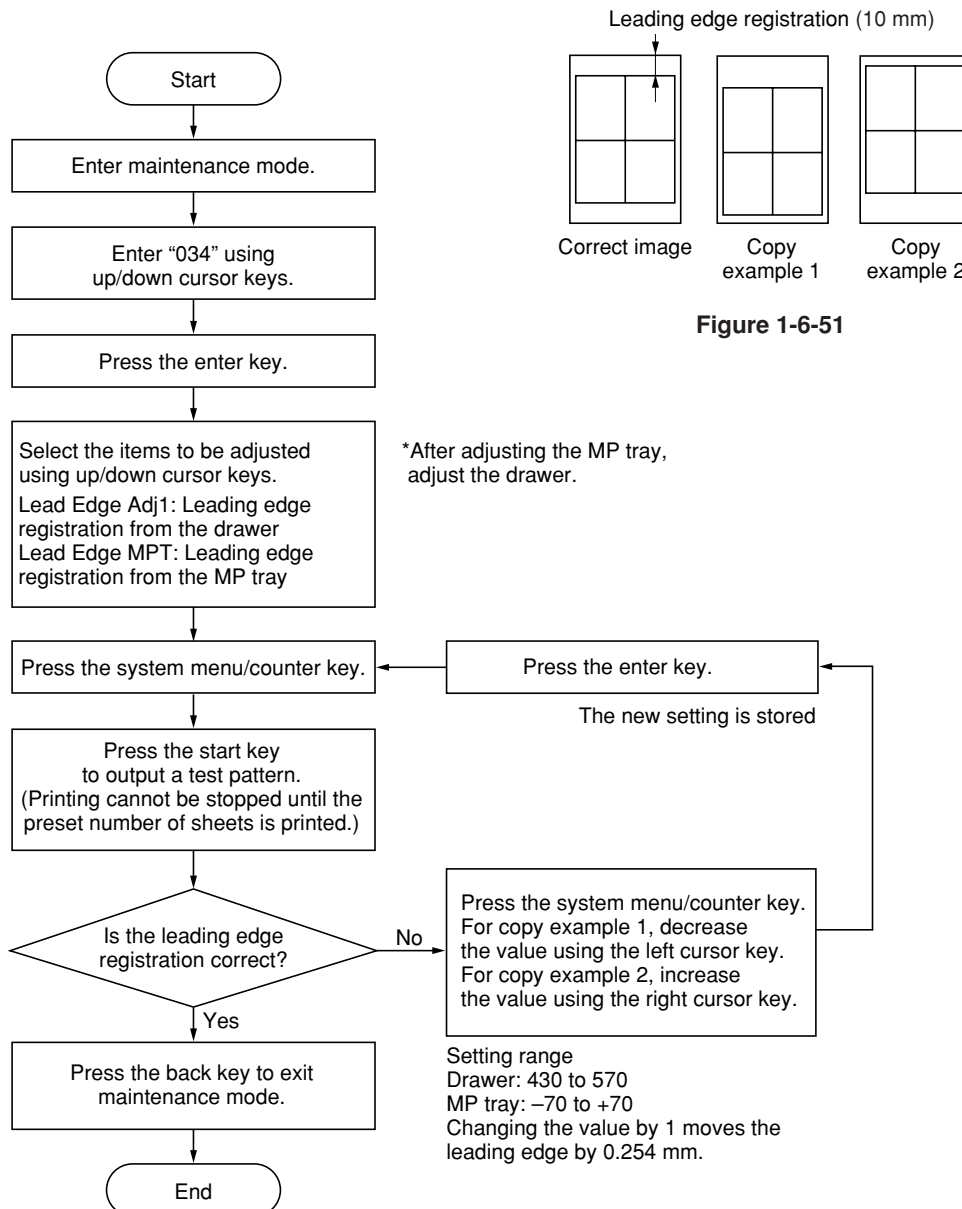 Leading edge registration (10 mm)
Correct image
Copy
example 1
Copy
example 2
Figure 1-6-51
Start
Enter maintenance mode.
Enter “034” using
up/down cursor keys.
Press the enter key.
Select the items to be adjusted
using up/down cursor keys.
Lead Edge Adj1: Leading edge
registration from the drawer
Lead Edge MPT: Leading edge
registration from the MP tray
*After adjusting the MP tray,
adjust the drawer.
Press the system menu/counter key.
Press the enter key.
The new setting is stored
Press the start key
to output a test pattern.
(Printing cannot be stopped until the
preset number of sheets is printed.)
Is the leading edge
registration correct?
No
Yes
Press the system menu/counter key.
For copy example 1, decrease
the value using the left cursor key.
For copy example 2, increase
the value using the right cursor key.
Setting range
Drawer: 430 to 570
MP tray: –70 to +70
Changing the value by 1 moves the
leading edge by 0.254 mm.
Press the back key to exit
maintenance mode.
End